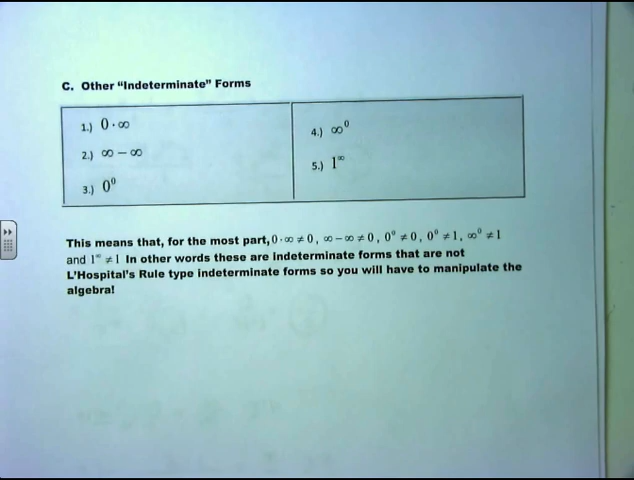 C. Other “Indeterminate” Forms
1.) 0 · ∞
2.) ∞ − ∞
3.) 0⁰
4.) ∞⁰
5.) 1^∞
This means that, for the most part, 0·∞ ≠ 0, ∞−∞ ≠ 0, 0⁰ ≠ 0, 0⁰ ≠ 1, ∞⁰ ≠ 1
and 1^∞ ≠ 1 In other words these are indeterminate forms that are not
L’Hospital’s Rule type indeterminate forms so you will have to manipulate the
algebra!